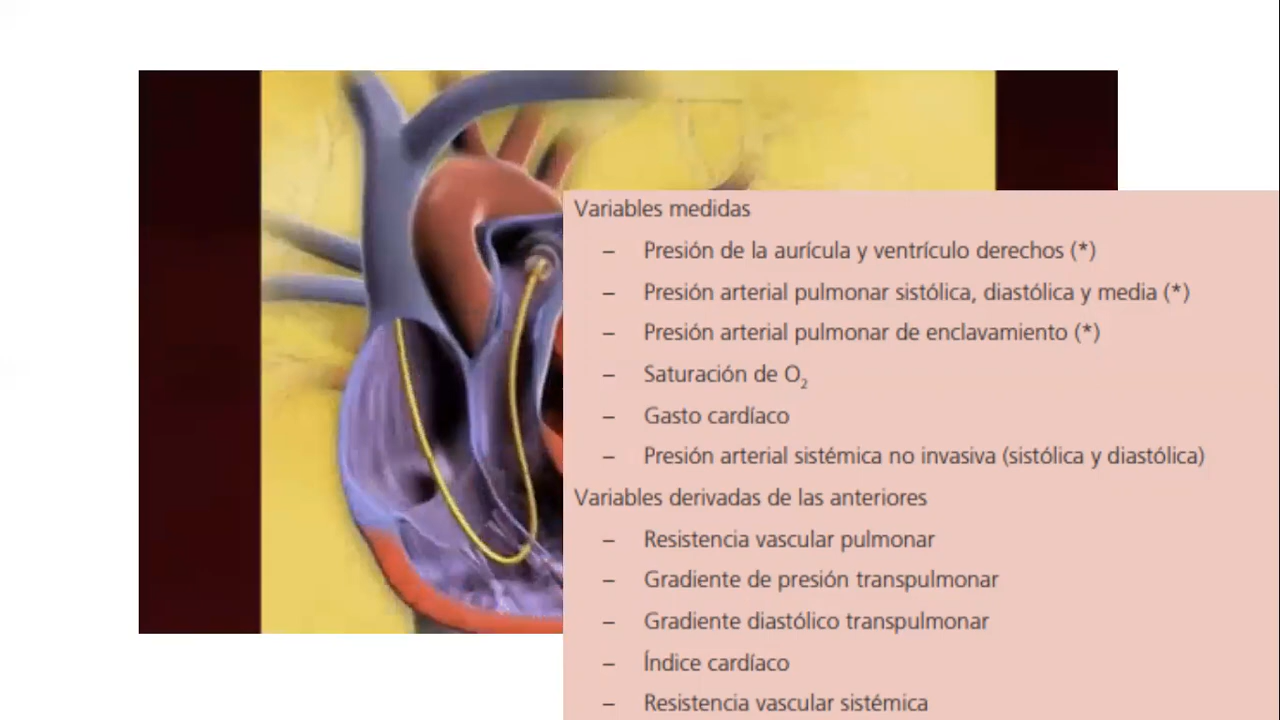 Variables medidas
– Presión de la aurícula y ventrículo derechos (*)
– Presión arterial pulmonar sistólica, diastólica y media (*)
– Presión arterial pulmonar de enclavamiento (*)
– Saturación de O₂
– Gasto cardíaco
– Presión arterial sistémica no invasiva (sistólica y diastólica)
Variables derivadas de las anteriores
– Resistencia vascular pulmonar
– Gradiente de presión transpulmonar
– Gradiente diastólico transpulmonar
– Índice cardíaco
– Resistencia vascular sistémica